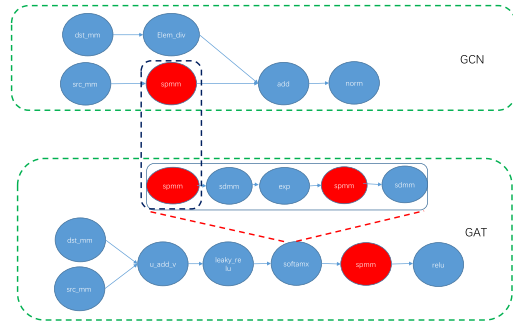 dst_mm
Elem_div
GCN
src_mm
spmm
add
norm
spmm
sdmm
exp
spmm
sdmm
GAT
dst_mm
u_add_v
leaky_re
lu
softamx
spmm
relu
src_mm